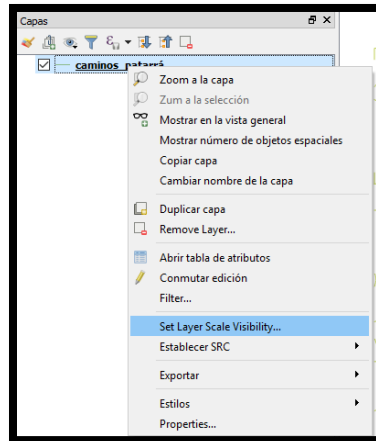 Capas
caminos_patarrá
Zoom a la capa
Zum a la selección
Mostrar en la vista general
Mostrar número de objetos espaciales
Copiar capa
Cambiar nombre de la capa
Duplicar capa
Remove Layer...
Abrir tabla de atributos
Conmutar edición
Filter...
Set Layer Scale Visibility...
Establecer SRC
Exportar
Estilos
Properties...